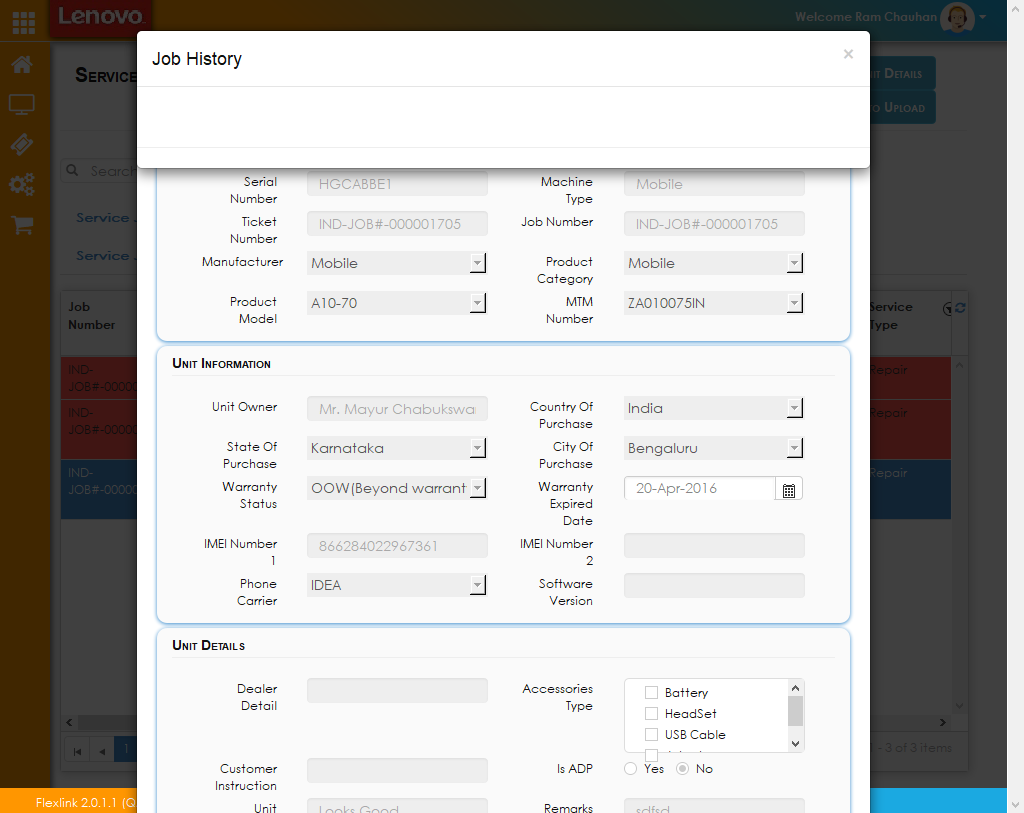 Lenovo
Welcome Ram Chauhan
Job History
×
Service
it Details
o Upload
Search
Service
Service
Serial Number
HGCABBE1
Machine Type
Mobile
Ticket Number
IND-JOB#-000001705
Job Number
IND-JOB#-000001705
Manufacturer
Mobile
Product Category
Mobile
Product Model
A10-70
MTM Number
ZA010075IN
Job Number
Service Type
IND-JOB#-00000
Repair
IND-JOB#-00000
Repair
IND-JOB#-00000
Repair
Unit Information
Unit Owner
Mr. Mayur Chabukswa
Country Of Purchase
India
State Of Purchase
Karnataka
City Of Purchase
Bengaluru
Warranty Status
OOW(Beyond warrant
Warranty Expired Date
20-Apr-2016
IMEI Number 1
866284022967361
IMEI Number 2
Phone Carrier
IDEA
Software Version
Unit Details
Dealer Detail
Accessories Type
Battery
HeadSet
USB Cable
1
- 3 of 3 items
Customer Instruction
Is ADP
Yes
No
Unit
Looks Good
Remarks
sdfsd
Flexlink 2.0.1.1 (Q